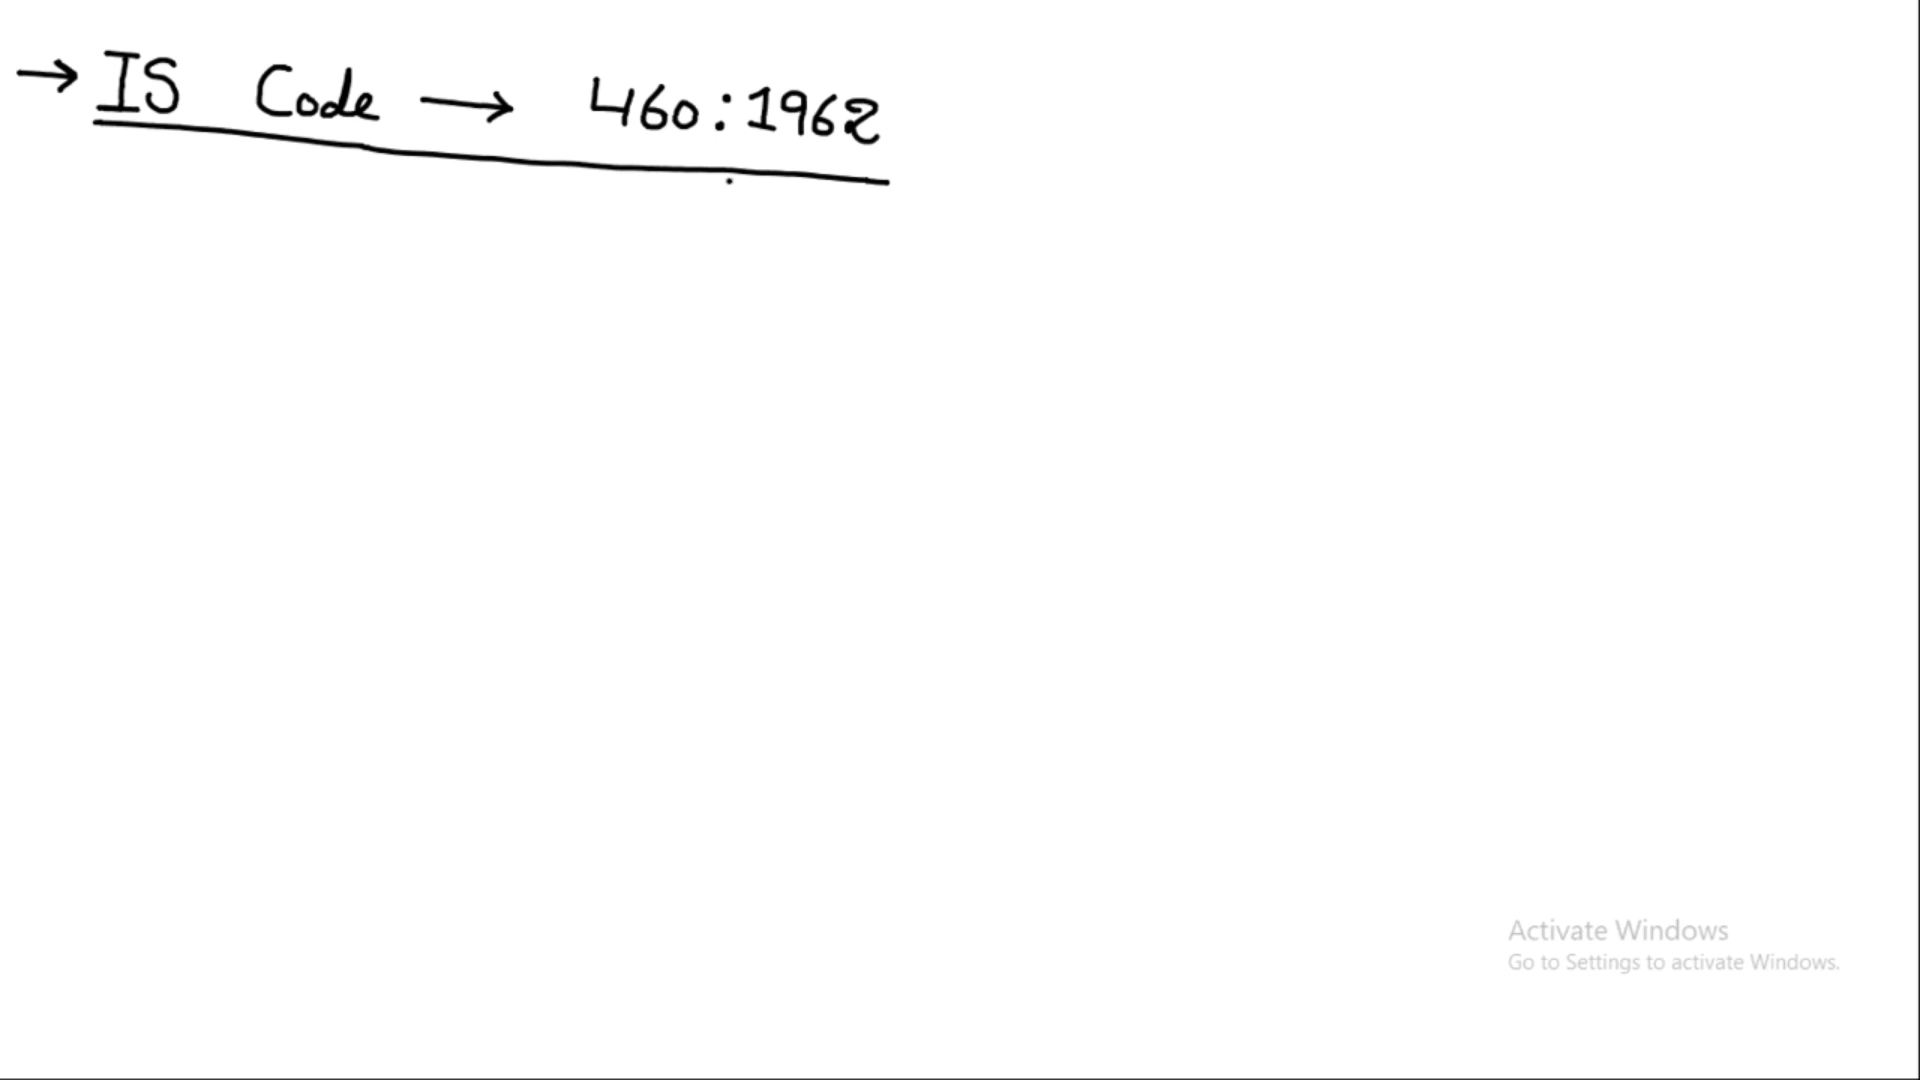 → IS Code → 460:1962
Activate Windows
Go to Settings to activate Windows.